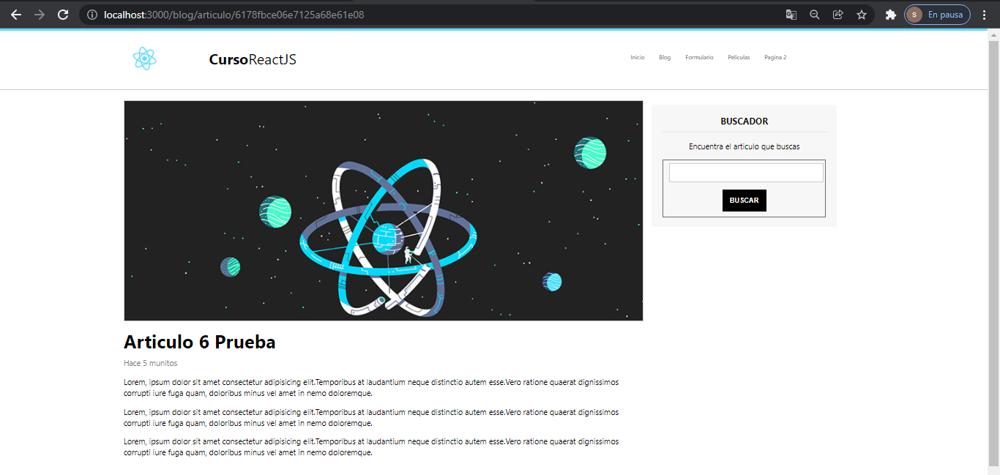 localhost:3000/blog/articulo/6178fbce06e7125a68e61e08
S En pausa
CursoReactJS
Inicio Blog Formulario Peliculas Pagina 2
BUSCADOR
Encuentra el articulo que buscas
BUSCAR
Articulo 6 Prueba
Hace 5 munitos
Lorem, ipsum dolor sit amet consectetur adipisicing elit.Temporibus at laudantium neque distinctio autem esse.Vero ratione quaerat dignissimos
corrupti iure fuga quam, doloribus minus vel amet in nemo doloremque.
Lorem, ipsum dolor sit amet consectetur adipisicing elit.Temporibus at laudantium neque distinctio autem esse.Vero ratione quaerat dignissimos
corrupti iure fuga quam, doloribus minus vel amet in nemo doloremque.
Lorem, ipsum dolor sit amet consectetur adipisicing elit.Temporibus at laudantium neque distinctio autem esse.Vero ratione quaerat dignissimos
corrupti iure fuga quam, doloribus minus vel amet in nemo doloremque.